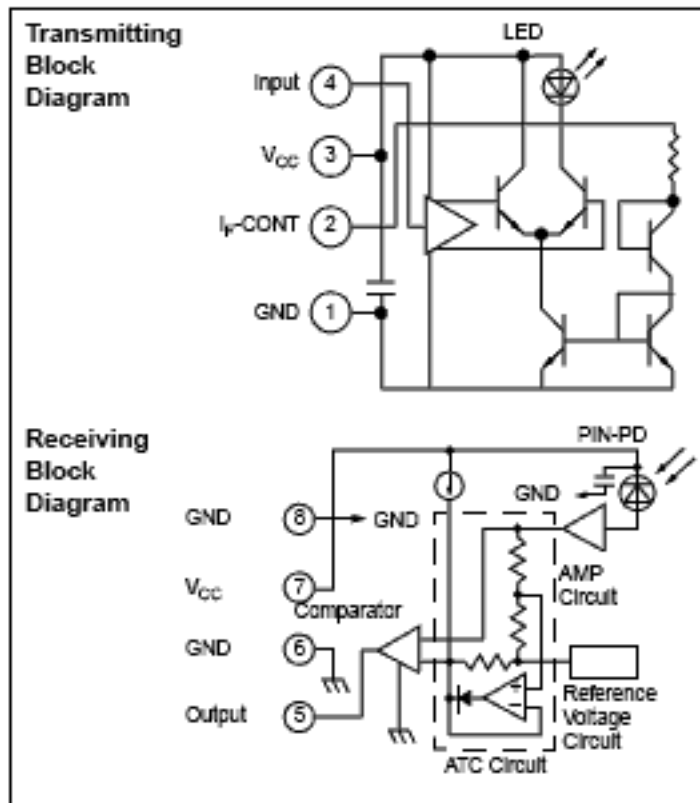 Transmitting
Block
Diagram
LED
Input 4
VCC 3
IF-CONT 2
GND 1
Receiving
Block
Diagram
PIN-PD
GND
GND 8 GND
VCC 7
AMP
Circuit
Comparator
GND 6
+
−
Reference
Voltage
Circuit
Output 5
ATC Circuit